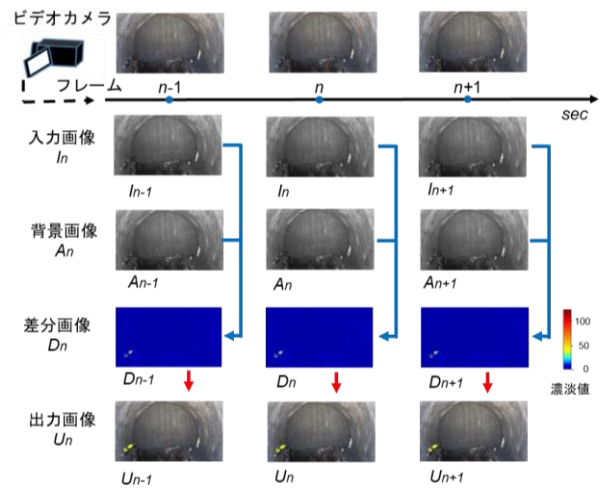 ビデオカメラ
フレーム
n-1
n
n+1
sec
入力画像
In
In-1
In
In+1
背景画像
An
An-1
An
An+1
差分画像
Dn
Dn-1
Dn
Dn+1
100
50
0
濃淡値
出力画像
Un
Un-1
Un
Un+1